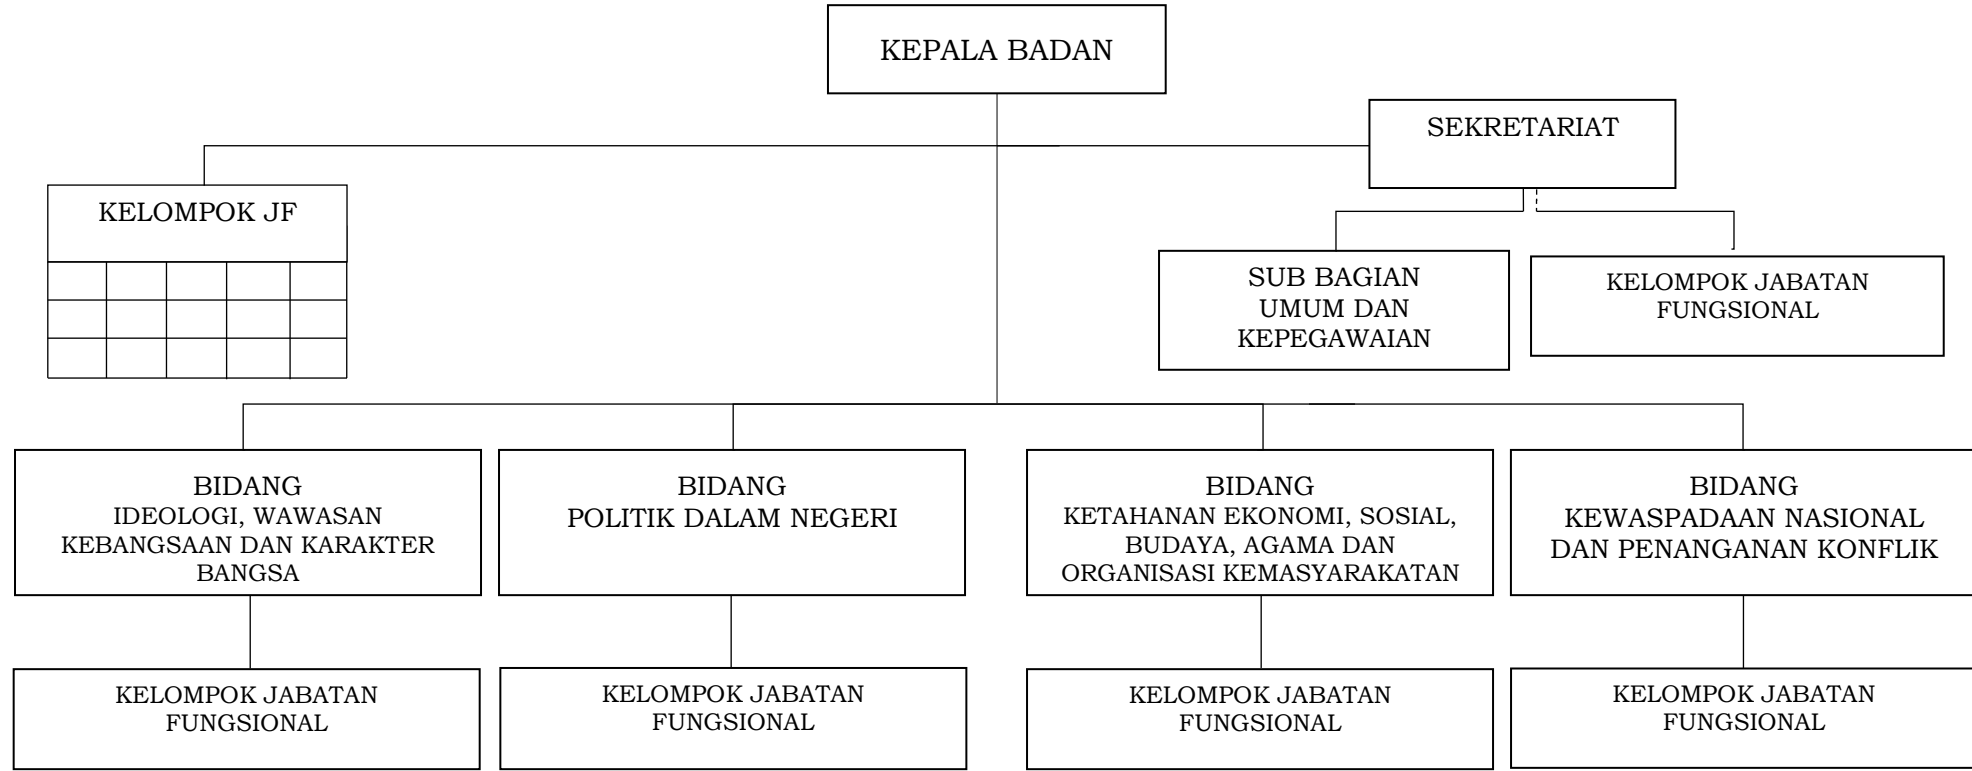 KEPALA BADAN
SEKRETARIAT
KELOMPOK JF
SUB BAGIAN
UMUM DAN
KEPEGAWAIAN
KELOMPOK JABATAN
FUNGSIONAL
BIDANG
IDEOLOGI, WAWASAN
KEBANGSAAN DAN KARAKTER
BANGSA
BIDANG
POLITIK DALAM NEGERI
BIDANG
KETAHANAN EKONOMI, SOSIAL,
BUDAYA, AGAMA DAN
ORGANISASI KEMASYARAKATAN
BIDANG
KEWASPADAAN NASIONAL
DAN PENANGANAN KONFLIK
KELOMPOK JABATAN
FUNGSIONAL
KELOMPOK JABATAN
FUNGSIONAL
KELOMPOK JABATAN
FUNGSIONAL
KELOMPOK JABATAN
FUNGSIONAL